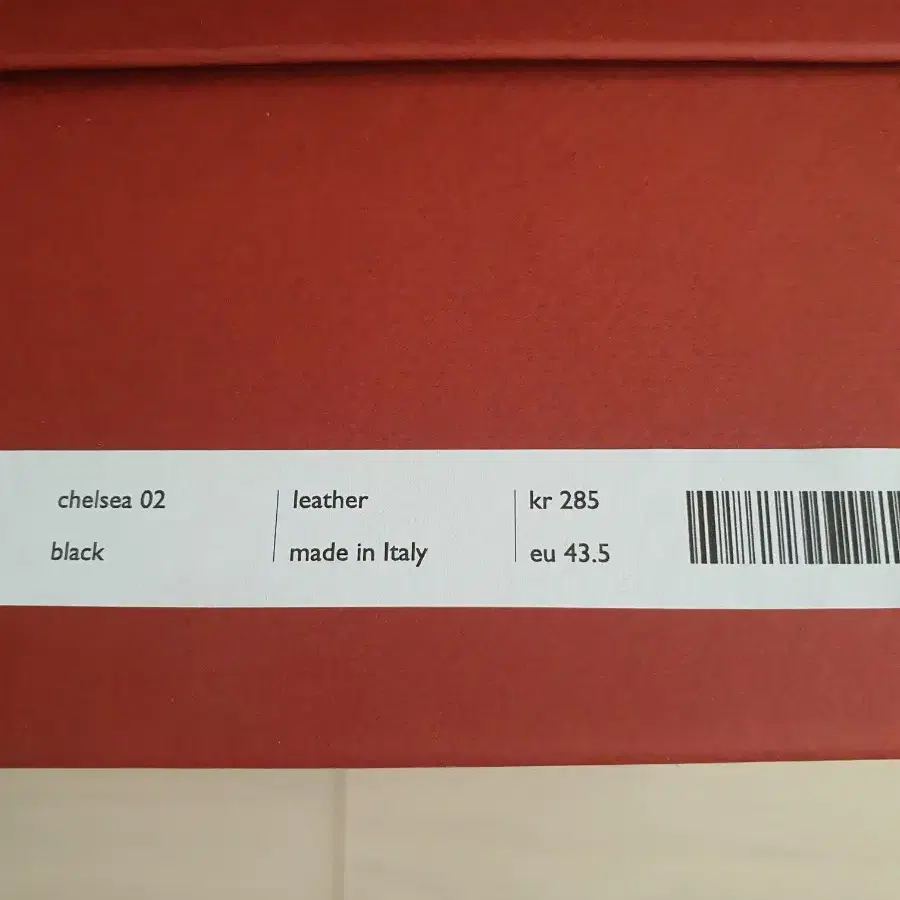 chelsea 02
black
leather
made in Italy
kr 285
eu 43.5